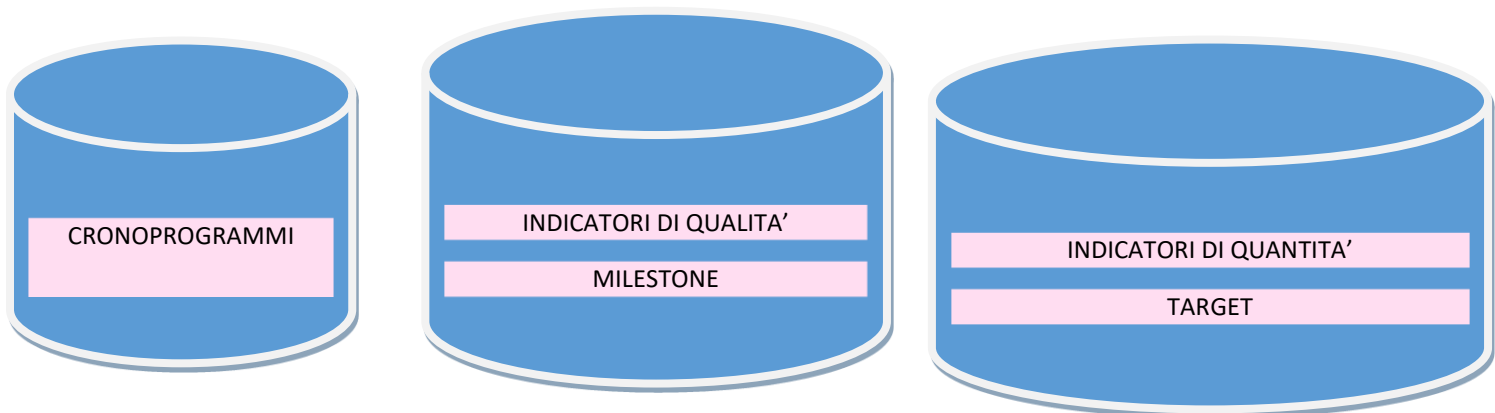 CRONOPROGRAMMI
INDICATORI DI QUALITA’
MILESTONE
INDICATORI DI QUANTITA’
TARGET